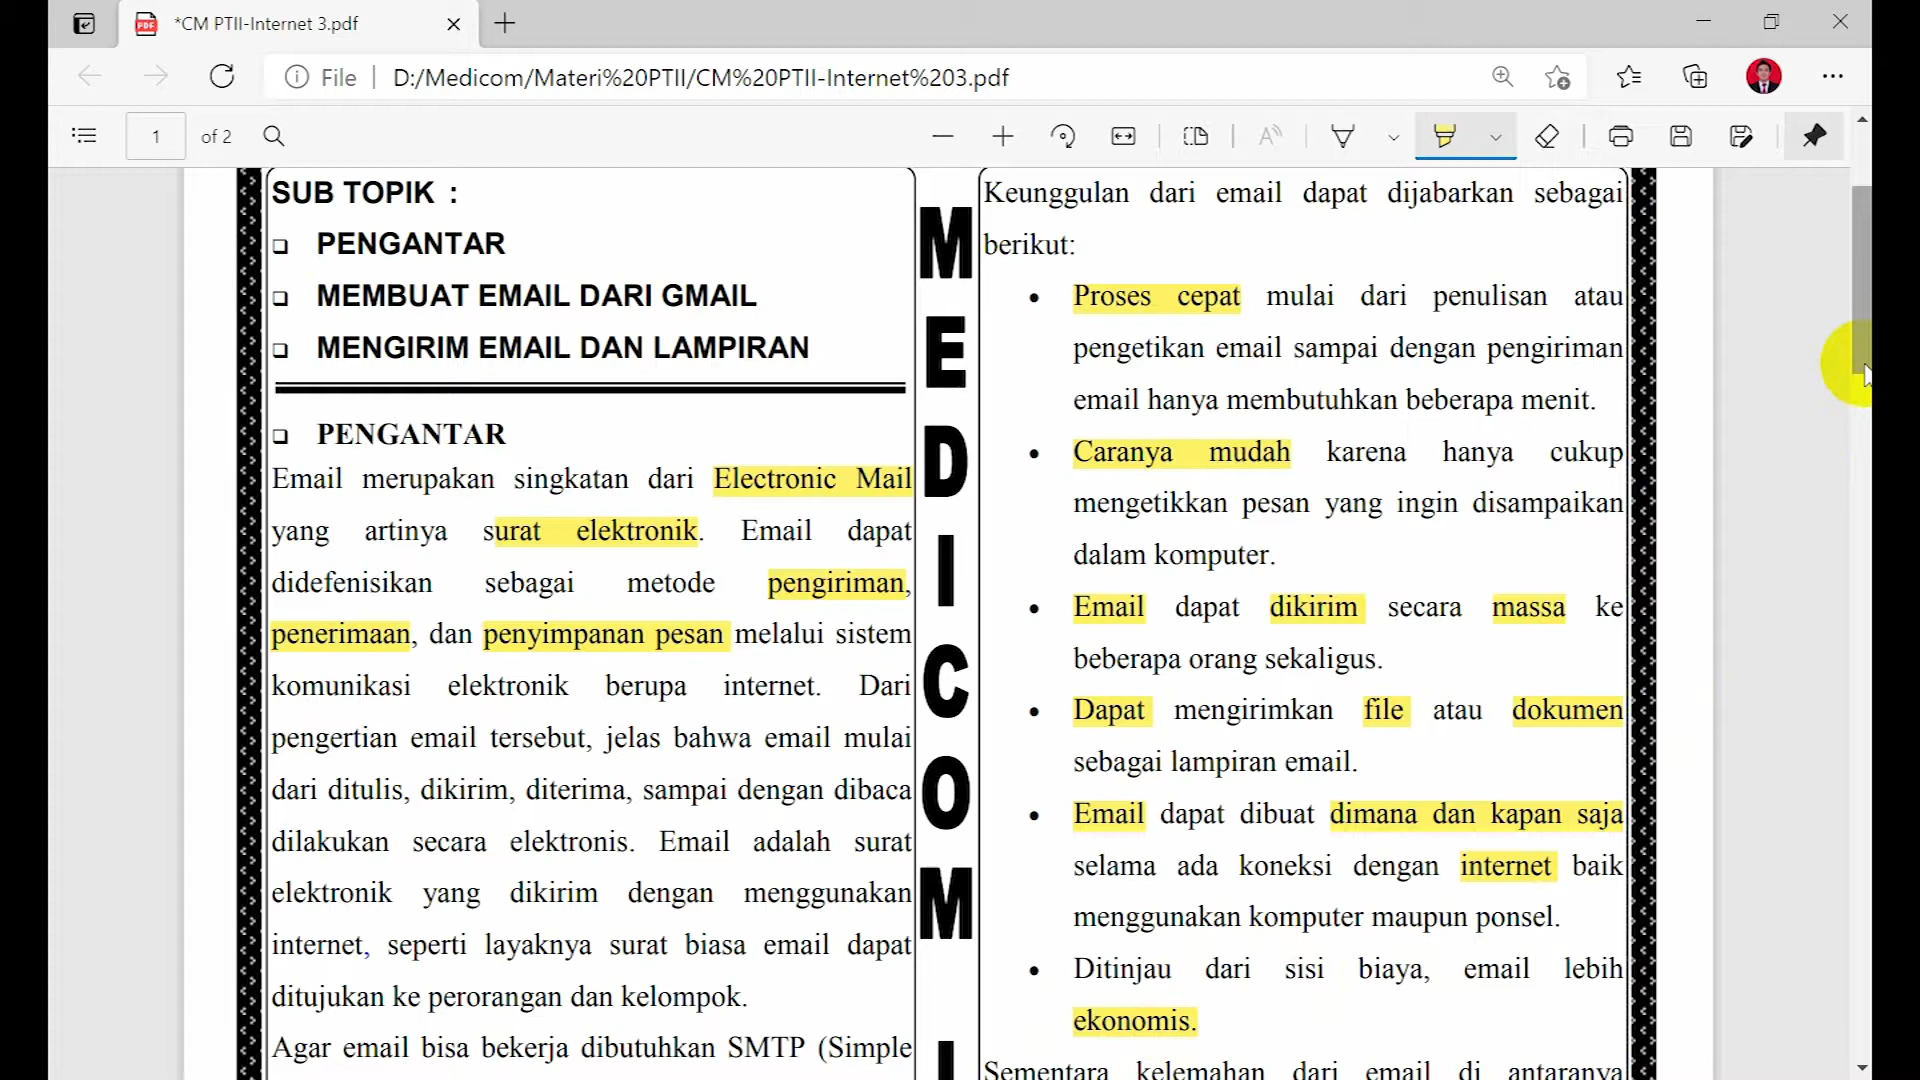 *CM PTII-Internet 3.pdf
File
D:/Medicom/Materi%20PTII/CM%20PTII-Internet%203.pdf
1 of 2
SUB TOPIK :
PENGANTAR
MEMBUAT EMAIL DARI GMAIL
MENGIRIM EMAIL DAN LAMPIRAN
PENGANTAR
Email merupakan singkatan dari Electronic Mail
yang artinya surat elektronik. Email dapat
didefenisikan sebagai metode pengiriman,
penerimaan, dan penyimpanan pesan melalui sistem
komunikasi elektronik berupa internet. Dari
pengertian email tersebut, jelas bahwa email mulai
dari ditulis, dikirim, diterima, sampai dengan dibaca
dilakukan secara elektronis. Email adalah surat
elektronik yang dikirim dengan menggunakan
internet, seperti layaknya surat biasa email dapat
ditujukan ke perorangan dan kelompok.
Agar email bisa bekerja dibutuhkan SMTP (Simple
M
E
D
I
C
O
M
I
Keunggulan dari email dapat dijabarkan sebagai
berikut:
• Proses cepat mulai dari penulisan atau
pengetikan email sampai dengan pengiriman
email hanya membutuhkan beberapa menit.
• Caranya mudah karena hanya cukup
mengetikkan pesan yang ingin disampaikan
dalam komputer.
• Email dapat dikirim secara massa ke
beberapa orang sekaligus.
• Dapat mengirimkan file atau dokumen
sebagai lampiran email.
• Email dapat dibuat dimana dan kapan saja
selama ada koneksi dengan internet baik
menggunakan komputer maupun ponsel.
• Ditinjau dari sisi biaya, email lebih
ekonomis.
Sementara kelemahan dari email di antaranya